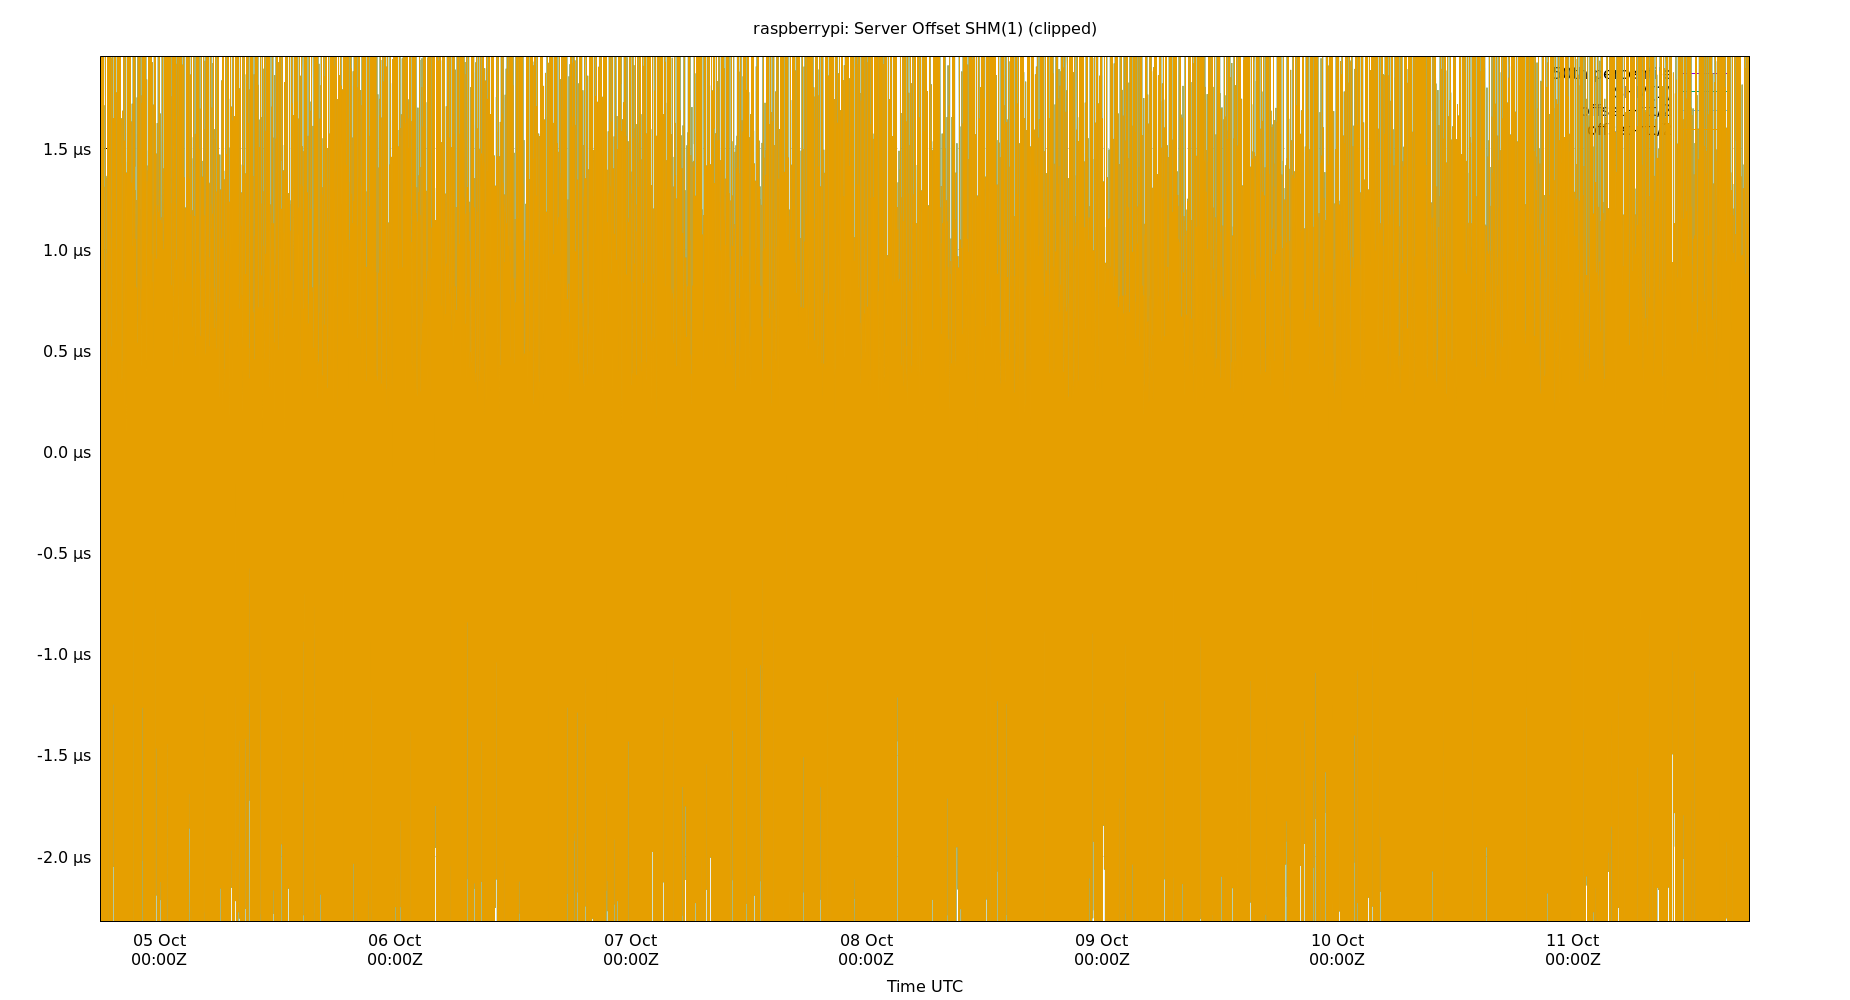 raspberrypi: Server Offset SHM(1) (clipped)
1.5 µs
1.0 µs
0.5 µs
0.0 µs
-0.5 µs
-1.0 µs
-1.5 µs
-2.0 µs
05 Oct 06 Oct 07 Oct 08 Oct 09 Oct 10 Oct 11 Oct
00:00Z 00:00Z 00:00Z 00:00Z 00:00Z 00:00Z 00:00Z
Time UTC